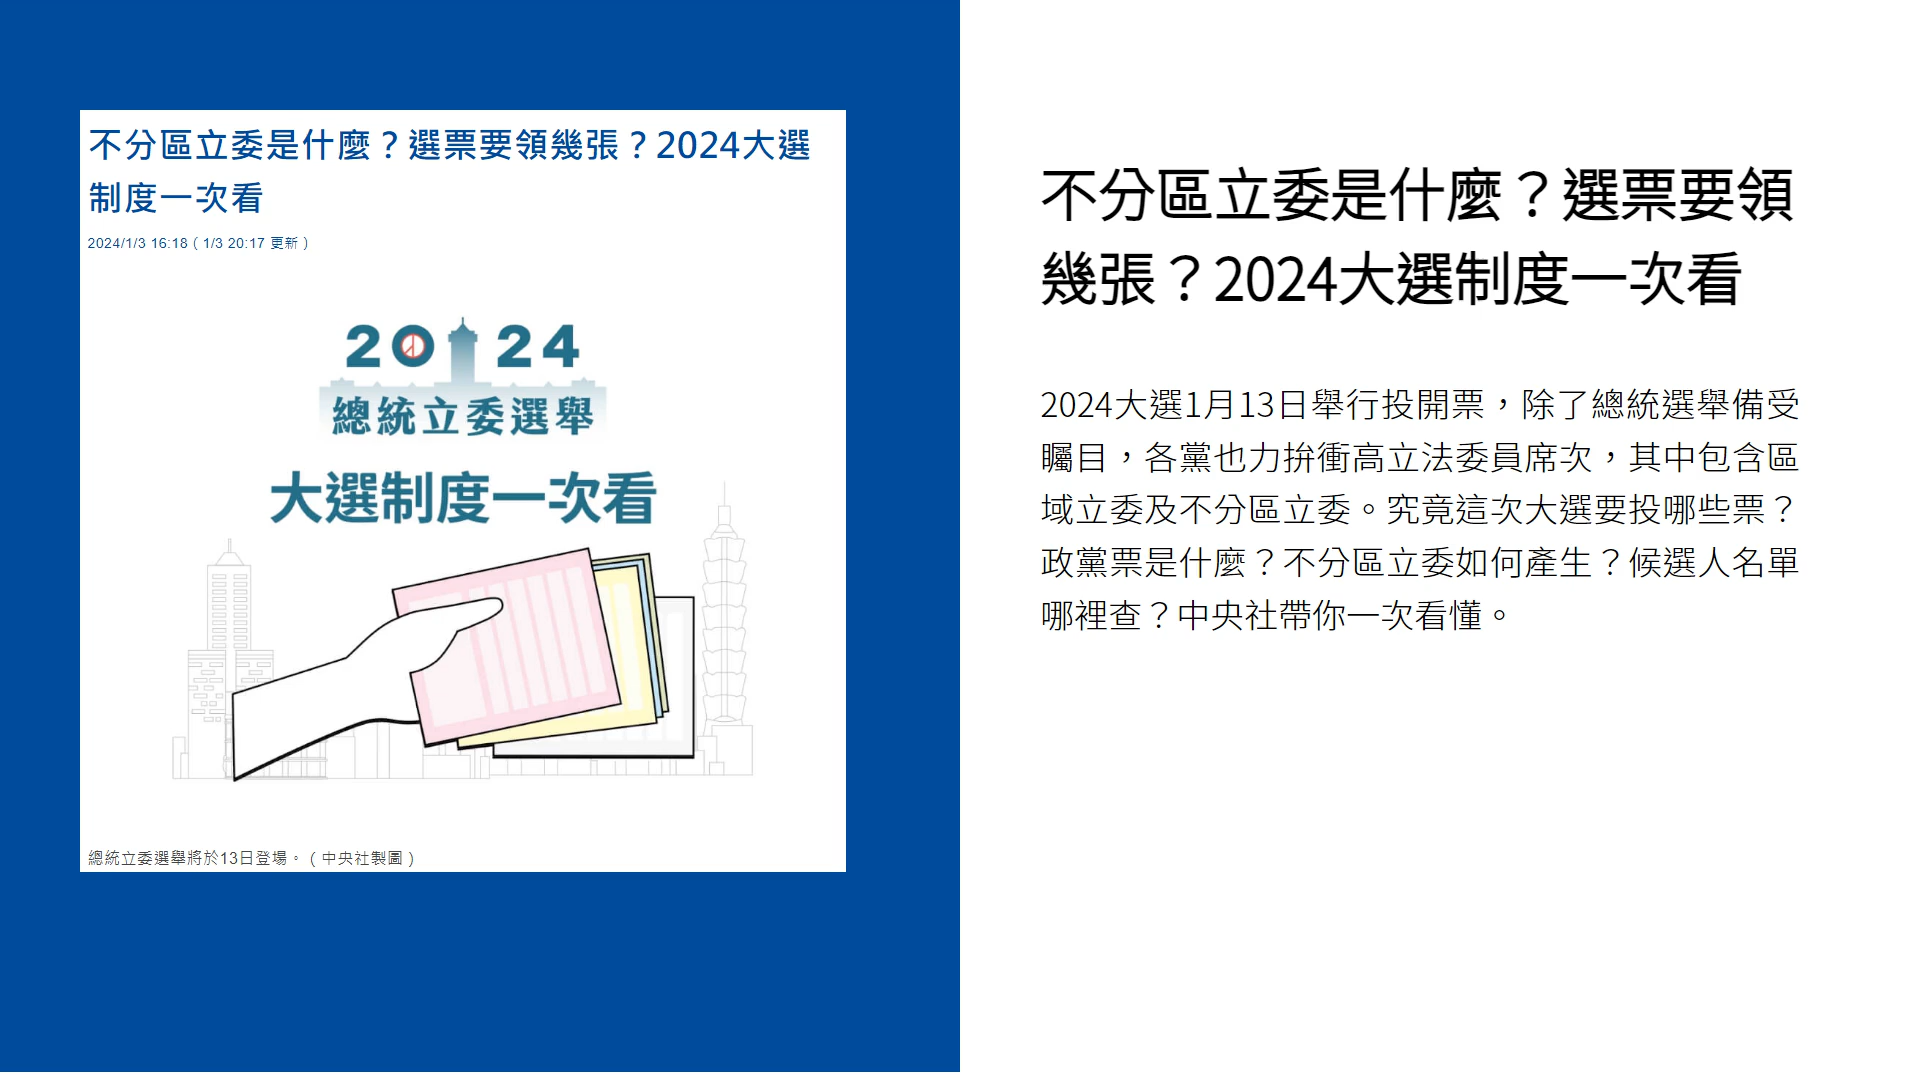 不分區立委是什麼？選票要領幾張？2024大選
制度一次看
2024/1/3 16:18（1/3 20:17 更新）
2024
總統立委選舉
大選制度一次看
總統立委選舉將於13日登場。（中央社製圖）
不分區立委是什麼？選票要領
幾張？2024大選制度一次看
2024大選1月13日舉行投開票，除了總統選舉備受
矚目，各黨也力拚衝高立法委員席次，其中包含區
域立委及不分區立委。究竟這次大選要投哪些票？
政黨票是什麼？不分區立委如何產生？候選人名單
哪裡查？中央社帶你一次看懂。